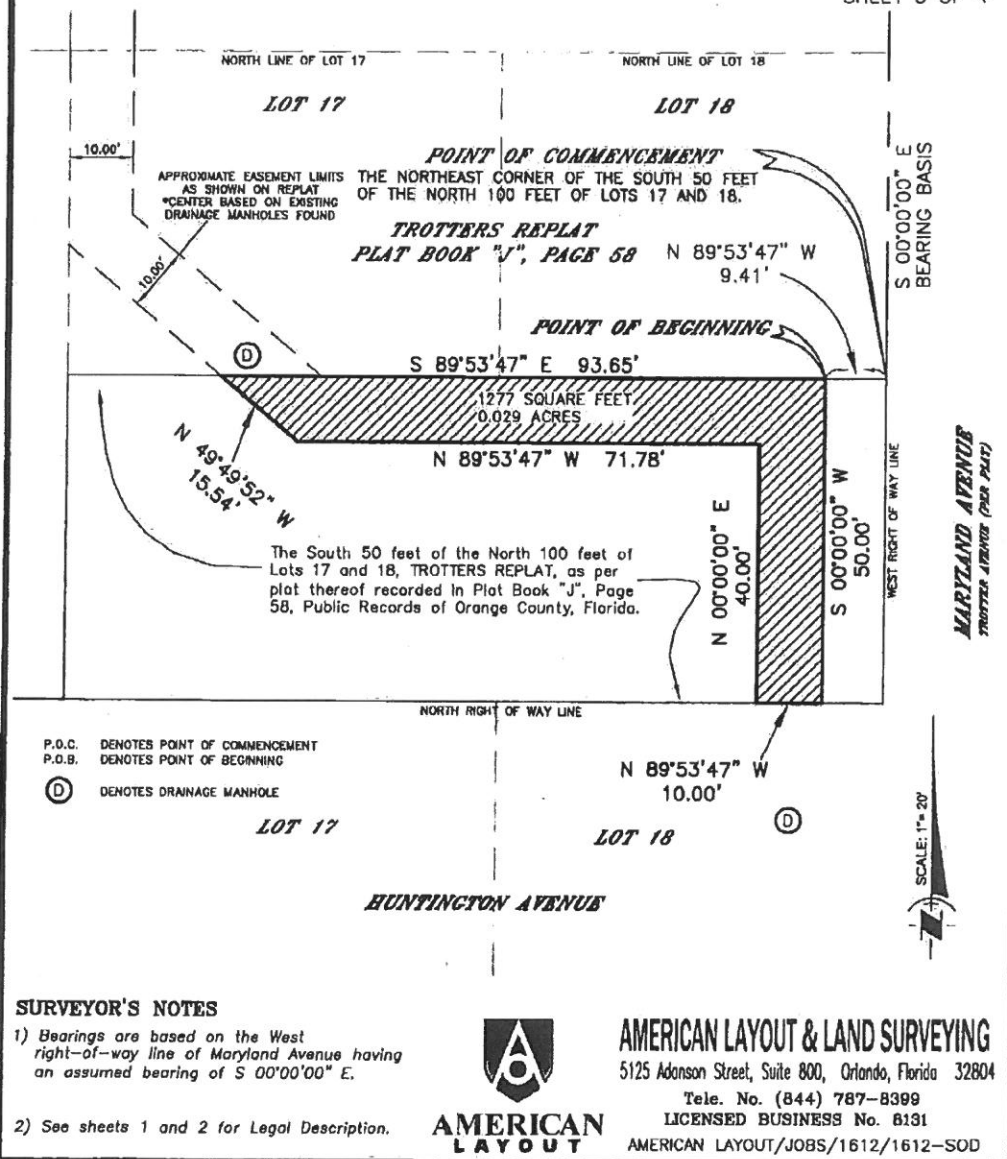 NORTH LINE OF LOT 17
NORTH LINE OF LOT 18
LOT 17
LOT 18
10.00'
POINT OF COMMENCEMENT
THE NORTHEAST CORNER OF THE SOUTH 50 FEET
OF THE NORTH 100 FEET OF LOTS 17 AND 18.
APPROXIMATE EASEMENT LIMITS
AS SHOWN ON REPLAT
*CENTER BASED ON EXISTING
DRAINAGE MANHOLES FOUND
S 00°00'00" E
BEARING BASIS
TROTTERS REPLAT
PLAT BOOK "J", PAGE 58
N 89°53'47" W
9.41'
10.00'
POINT OF BEGINNING
D
S 89°53'47" E 93.65'
1277 SQUARE FEET
0.029 ACRES
N 89°53'47" W 71.78'
N 49°49'52" W
15.54'
The South 50 feet of the North 100 feet of
Lots 17 and 18, TROTTERS REPLAT, as per
plat thereof recorded in Plat Book "J", Page
58, Public Records of Orange County, Florida.
N 00°00'00" E
40.00'
S 00°00'00" W
50.00'
WEST RIGHT OF WAY LINE
MARYLAND AVENUE
TROTTER AVENUE (PER PLAT)
NORTH RIGHT OF WAY LINE
P.O.C. DENOTES POINT OF COMMENCEMENT
P.O.B. DENOTES POINT OF BEGINNING
D DENOTES DRAINAGE MANHOLE
N 89°53'47" W
10.00'
D
LOT 17
LOT 18
HUNTINGTON AVENUE
SCALE: 1"= 20'
N
SURVEYOR'S NOTES
1) Bearings are based on the West
right-of-way line of Maryland Avenue having
an assumed bearing of S 00°00'00" E.
2) See sheets 1 and 2 for Legal Description.
AMERICAN
LAYOUT
AMERICAN LAYOUT & LAND SURVEYING
5125 Adanson Street, Suite 800, Orlando, Florida 32804
Tele. No. (844) 787-8399
LICENSED BUSINESS No. 8131
AMERICAN LAYOUT/JOBS/1612/1612-SOD